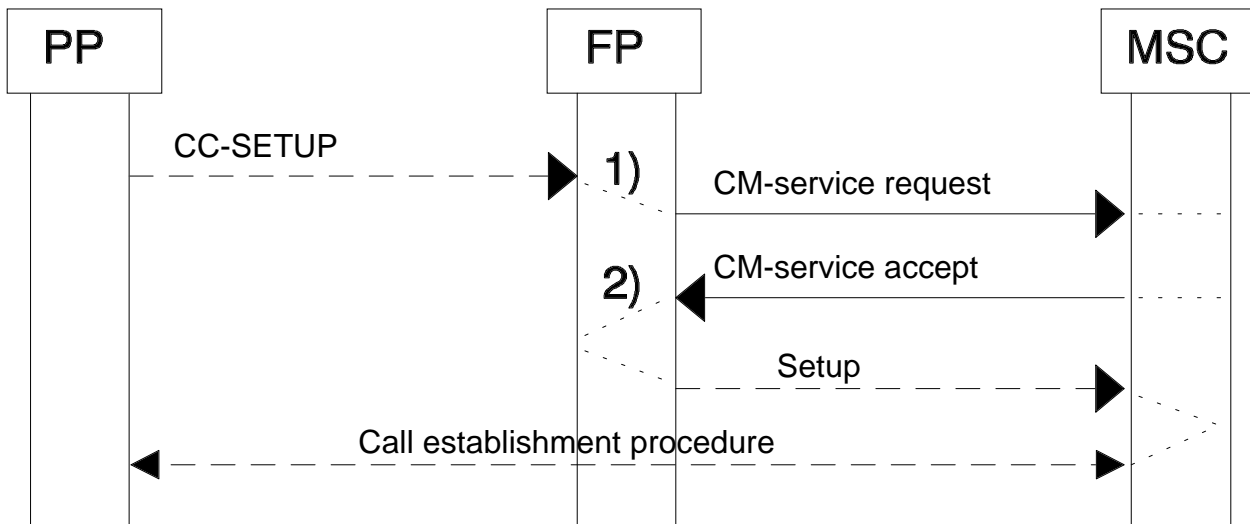 PP
FP
MSC
CC-SETUP
1)
CM-service request
2)
CM-service accept
Setup
Call establishment procedure